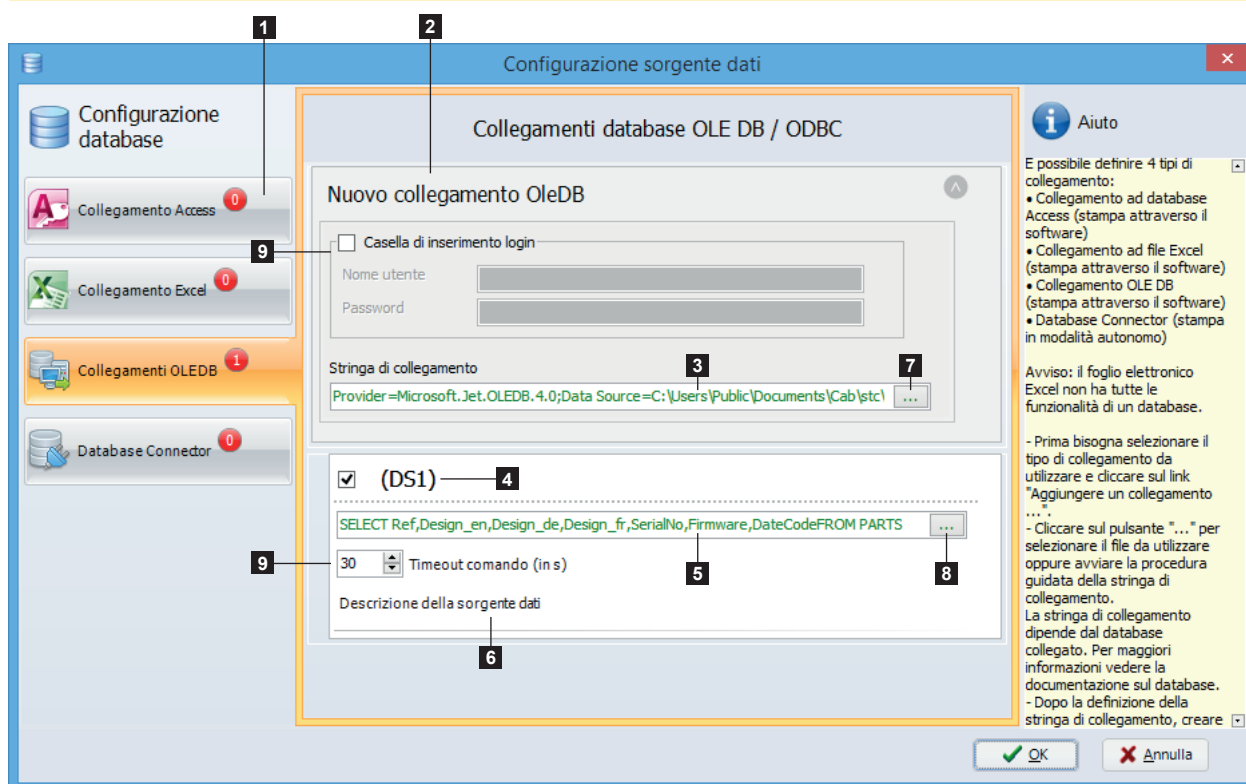 1
2
Configurazione sorgente dati
Configurazione
database
Collegamento Access
0
Collegamento Excel
0
Collegamenti OLEDB
1
Database Connector
0
Collegamenti database OLE DB / ODBC
Nuovo collegamento OleDB
9
Casella di inserimento login
Nome utente
Password
Stringa di collegamento
3
7
Provider=Microsoft.Jet.OLEDB.4.0;Data Source=C:\Users\Public\Documents\Cab\stc\
...
(DS1)
4
SELECT Ref,Design_en,Design_de,Design_fr,SerialNo,Firmware,DateCodeFROM PARTS
...
9
30
Timeout comando (in s)
5
8
Descrizione della sorgente dati
6
Aiuto
E possibile definire 4 tipi di
collegamento:
• Collegamento ad database
Access (stampa attraverso il
software)
• Collegamento ad file Excel
(stampa attraverso il software)
• Collegamento OLE DB
(stampa attraverso il software)
• Database Connector (stampa
in modalità autonomo)
Avviso: il foglio elettronico
Excel non ha tutte le
funzionalità di un database.
- Prima bisogna selezionare il
tipo di collegamento da
utilizzare e cliccare sul link
"Aggiungere un collegamento
...".
- Cliccare sul pulsante "..." per
selezionare il file da utilizzare
oppure avviare la procedura
guidata della stringa di
collegamento.
La stringa di collegamento
dipende dal database
collegato. Per maggiori
informazioni vedere la
documentazione sul database.
- Dopo la definizione della
stringa di collegamento, creare
OK
Annulla